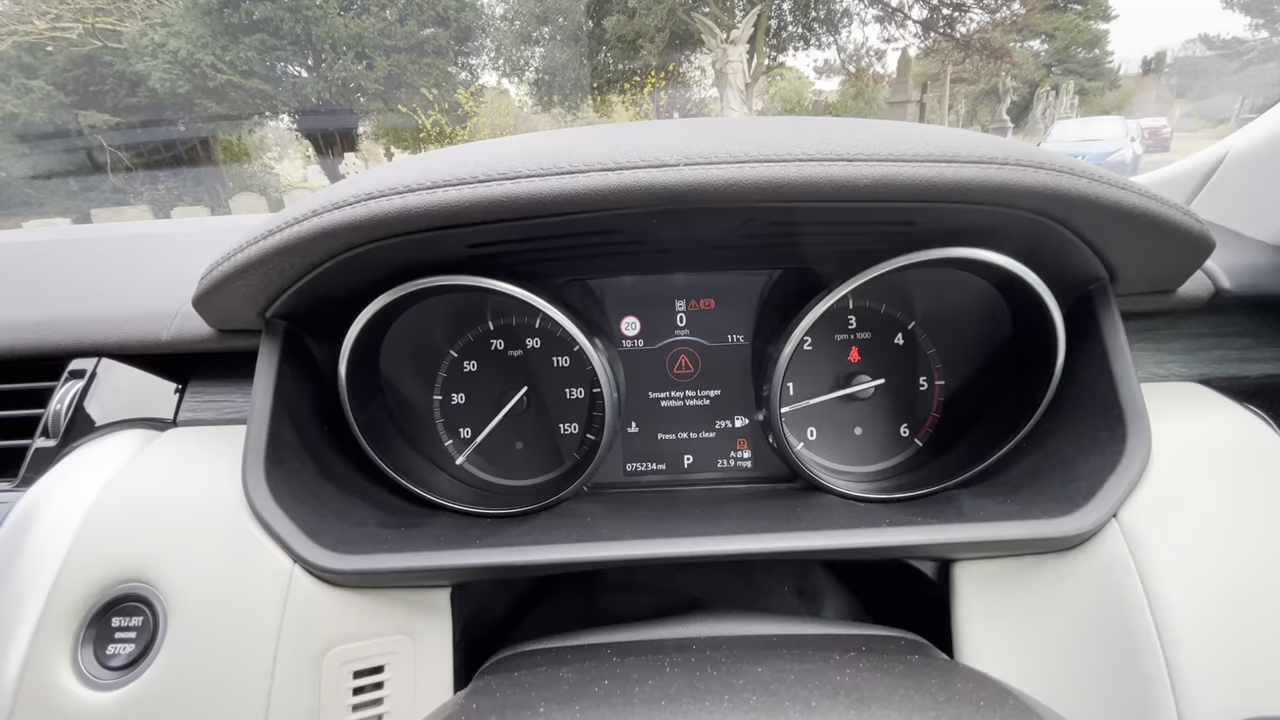 0
mph
20
10:10
11°C
Smart Key No Longer
Within Vehicle
29%
Press OK to clear
A:Ø
075234 mi
P
23.9 mpg
10
30
50
70
90
110
130
150
mph
0
1
2
3
4
5
6
rpm x 1000
START
ENGINE
STOP